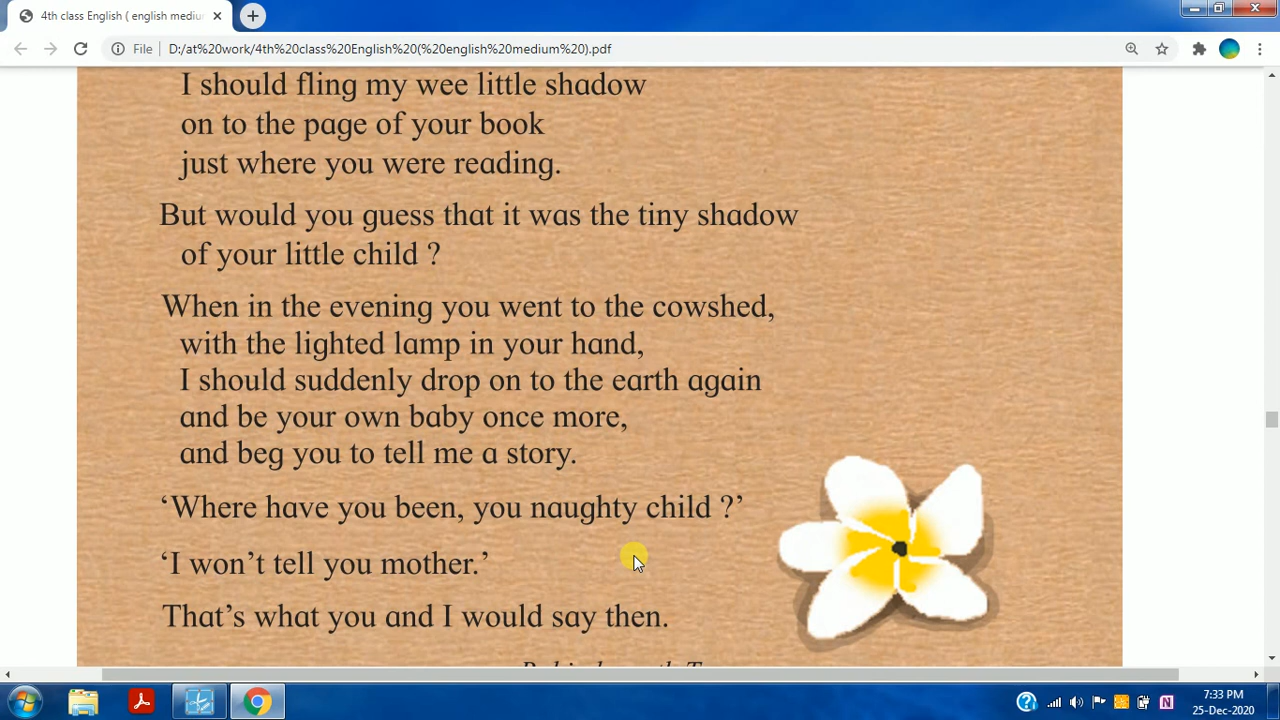 4th class English ( english mediu
File
D:/at%20work/4th%20class%20English%20(%20english%20medium%20).pdf
I should fling my wee little shadow
on to the page of your book
just where you were reading.
But would you guess that it was the tiny shadow
of your little child ?
When in the evening you went to the cowshed,
with the lighted lamp in your hand,
I should suddenly drop on to the earth again
and be your own baby once more,
and beg you to tell me a story.
‘Where have you been, you naughty child ?’
‘I won’t tell you mother.’
That’s what you and I would say then.
7:33 PM
25-Dec-2020